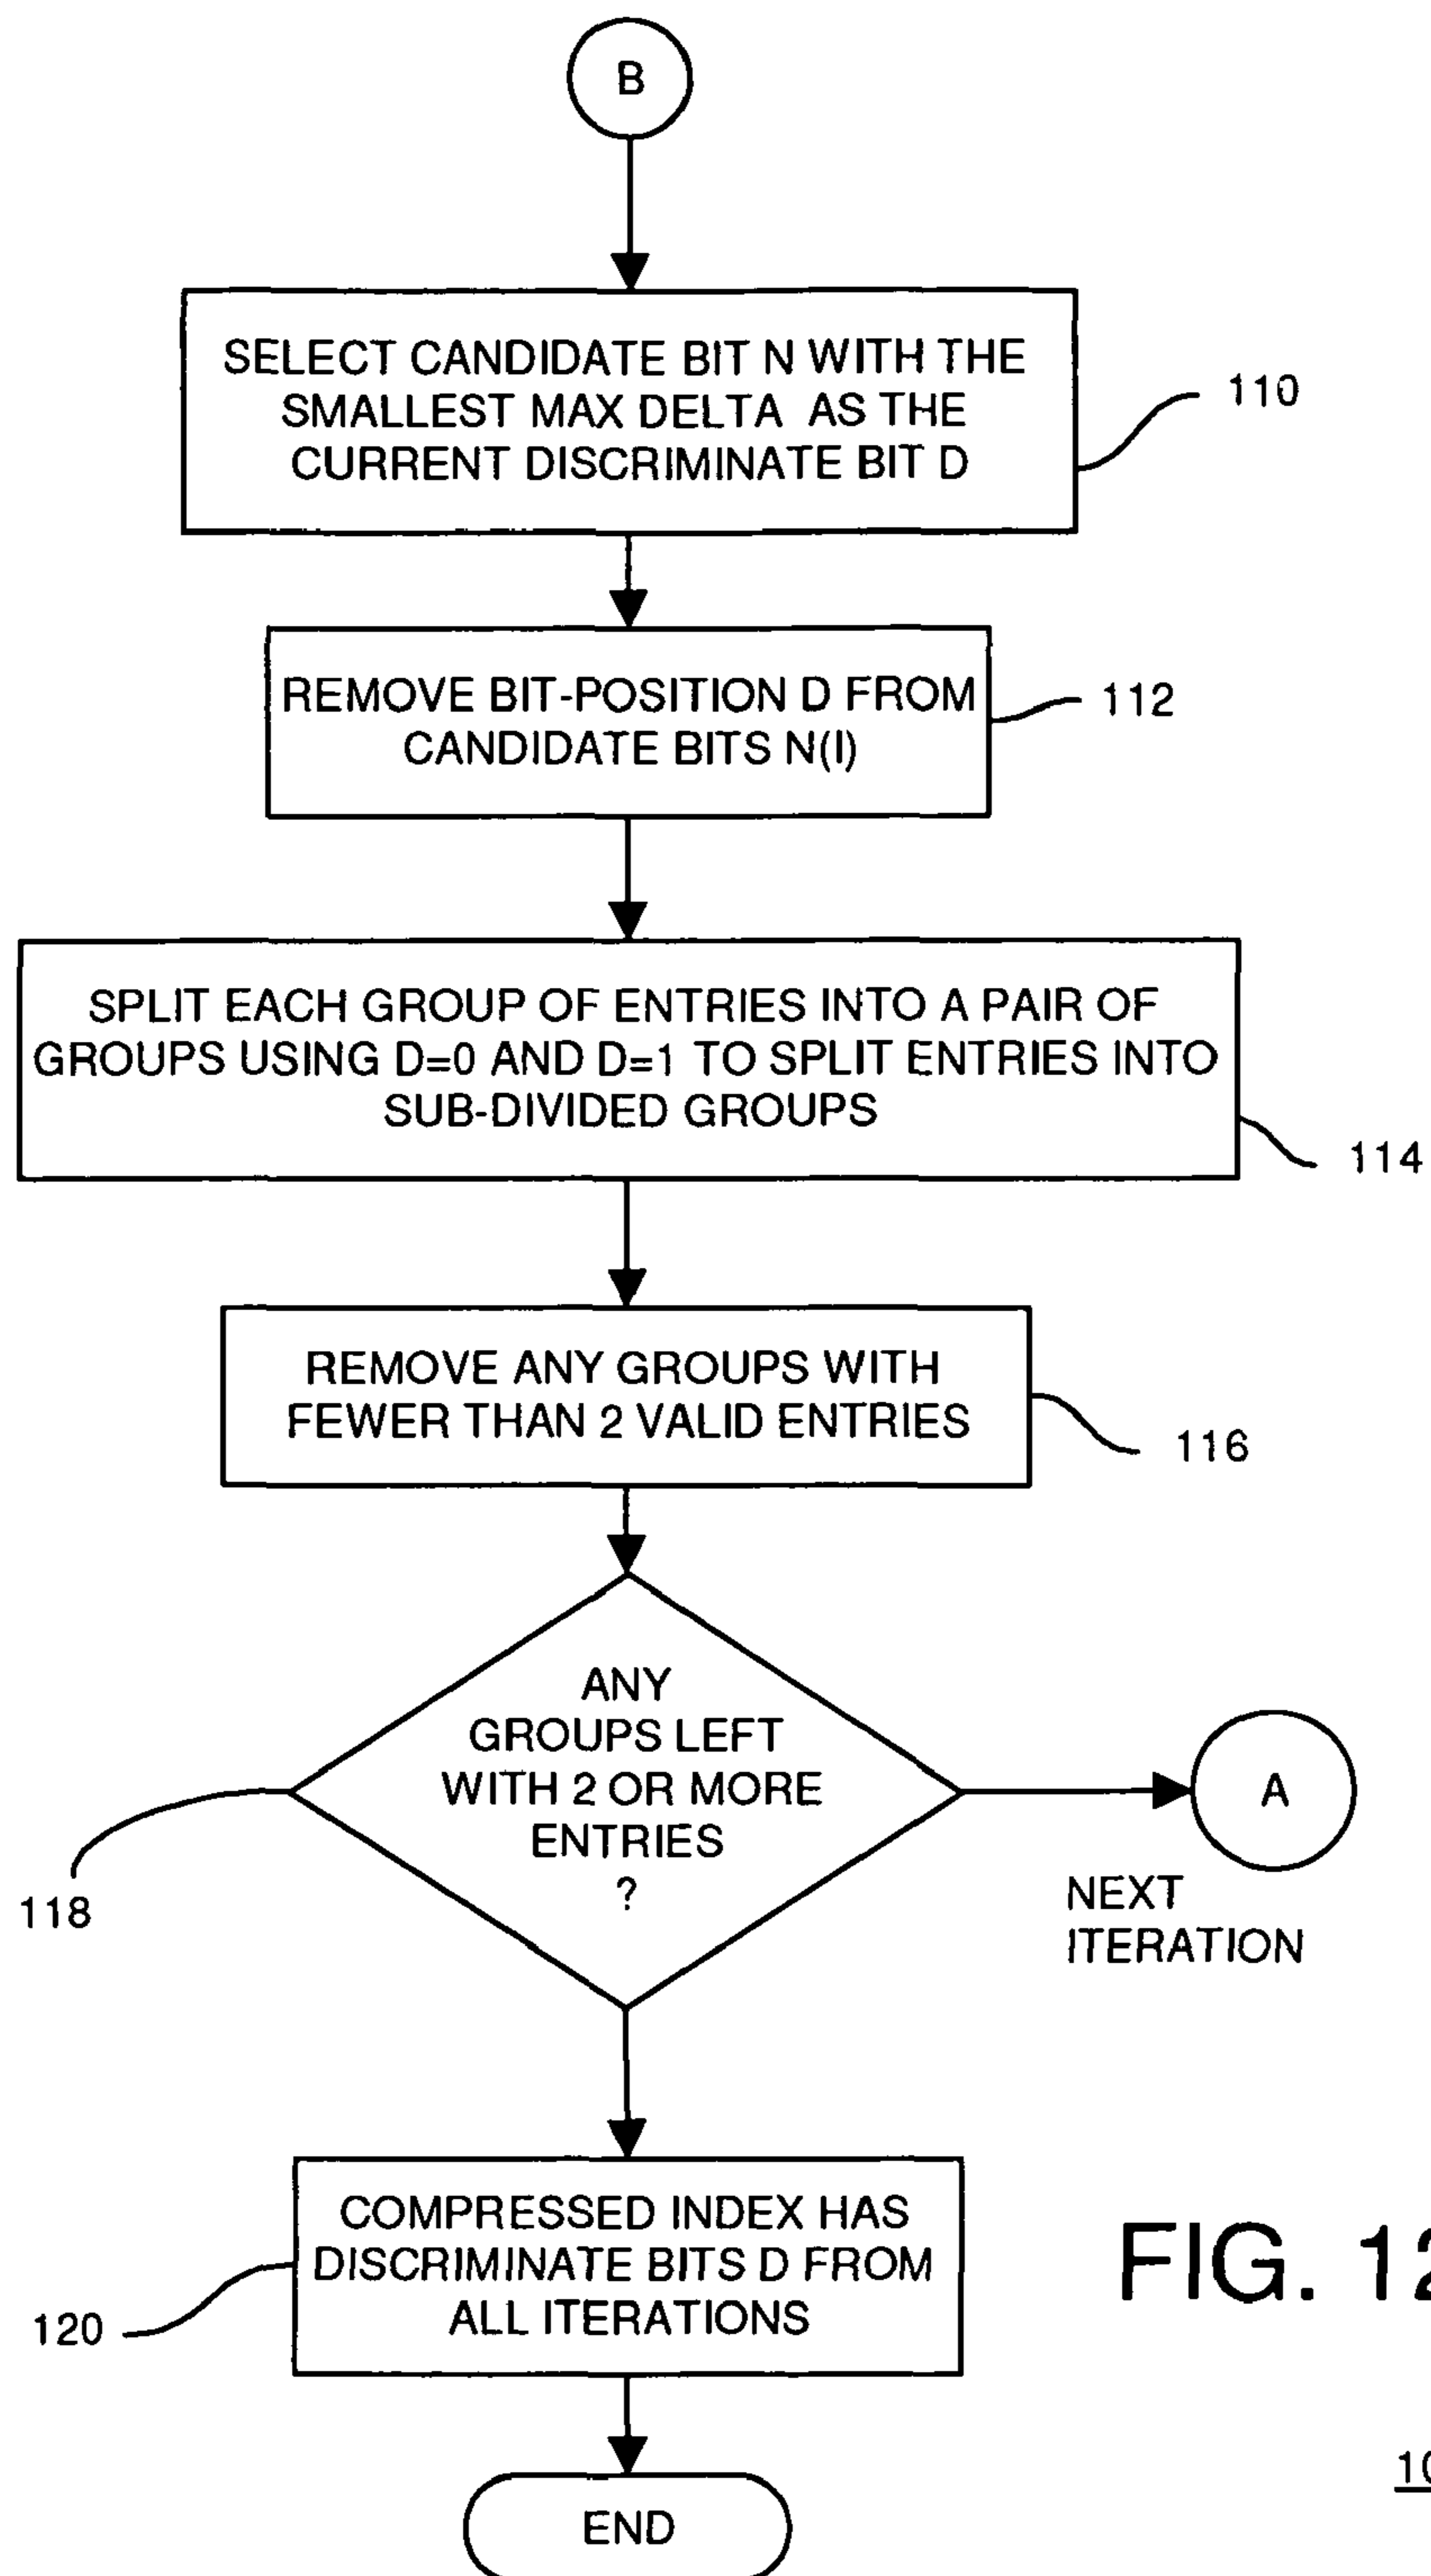 B
SELECT CANDIDATE BIT N WITH THE
SMALLEST MAX DELTA AS THE
CURRENT DISCRIMINATE BIT D
110
REMOVE BIT-POSITION D FROM
CANDIDATE BITS N(I)
112
SPLIT EACH GROUP OF ENTRIES INTO A PAIR OF
GROUPS USING D=0 AND D=1 TO SPLIT ENTRIES INTO
SUB-DIVIDED GROUPS
114
REMOVE ANY GROUPS WITH
FEWER THAN 2 VALID ENTRIES
116
ANY
GROUPS LEFT
WITH 2 OR MORE
ENTRIES
?
118
A
NEXT
ITERATION
COMPRESSED INDEX HAS
DISCRIMINATE BITS D FROM
ALL ITERATIONS
120
FIG. 12
END